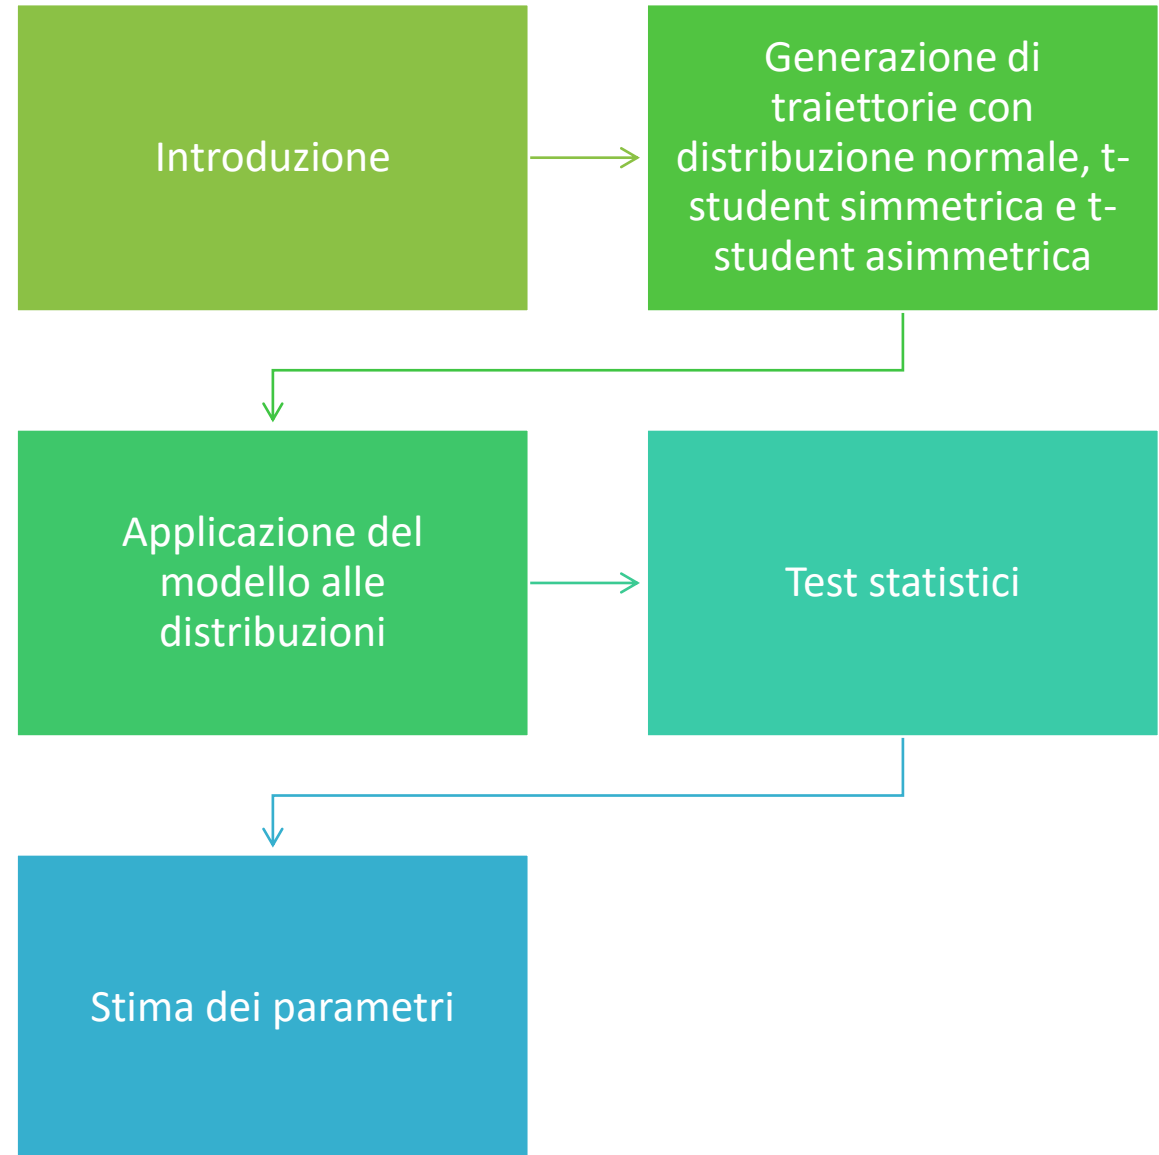 Introduzione
Generazione di
traiettorie con
distribuzione normale, t-
student simmetrica e t-
student asimmetrica
Applicazione del
modello alle
distribuzioni
Test statistici
Stima dei parametri